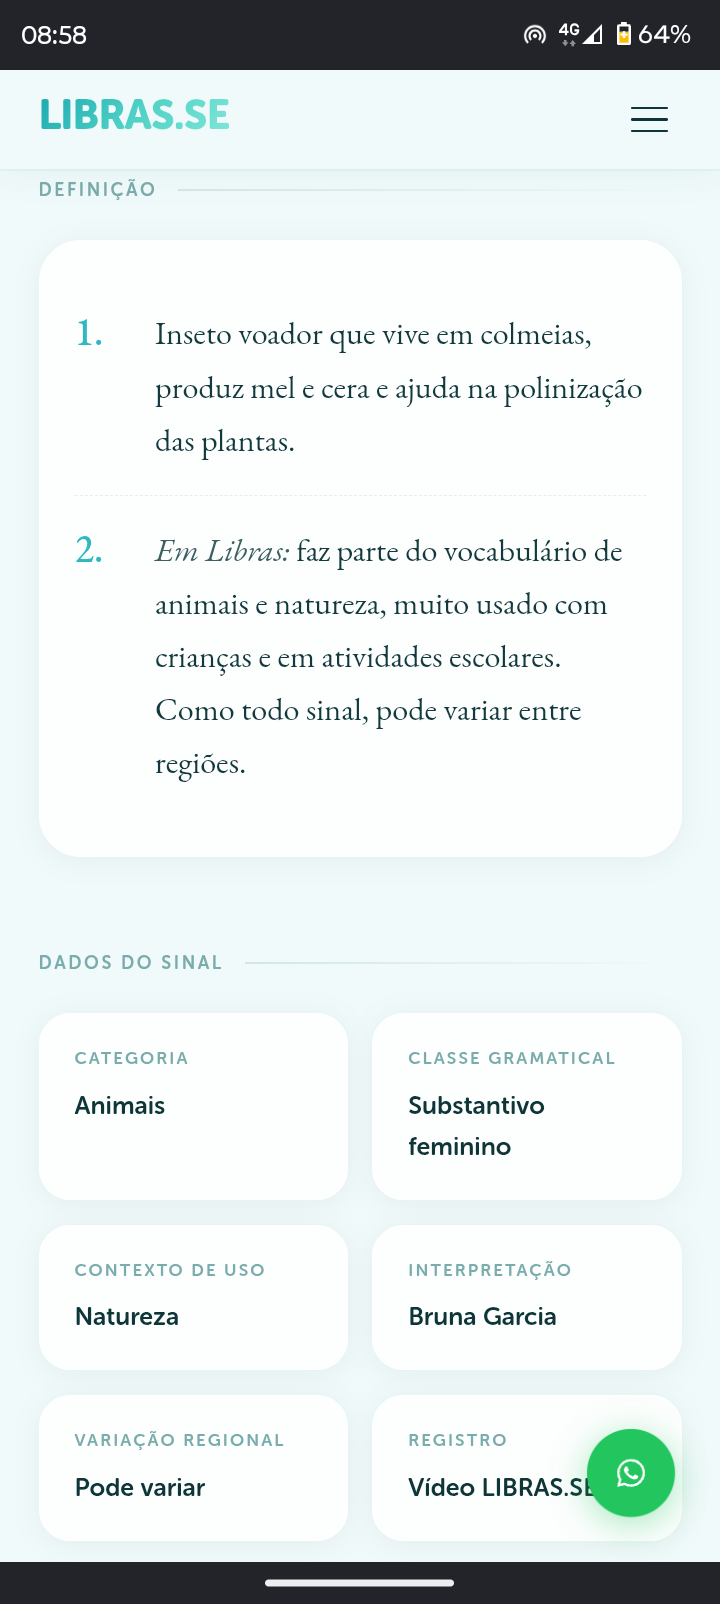 08:58
4G
64%
LIBRAS.SE
DEFINIÇÃO
1. Inseto voador que vive em colmeias,
produz mel e cera e ajuda na polinização
das plantas.
2. Em Libras: faz parte do vocabulário de
animais e natureza, muito usado com
crianças e em atividades escolares.
Como todo sinal, pode variar entre
regiões.
DADOS DO SINAL
CATEGORIA
Animais
CLASSE GRAMATICAL
Substantivo
feminino
CONTEXTO DE USO
Natureza
INTERPRETAÇÃO
Bruna Garcia
VARIAÇÃO REGIONAL
Pode variar
REGISTRO
Vídeo LIBRAS.SE